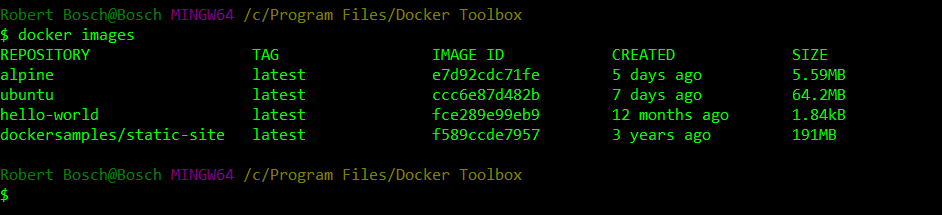 Robert Bosch@Bosch MINGW64 /c/Program Files/Docker Toolbox
$ docker images
REPOSITORY TAG IMAGE ID CREATED SIZE
alpine latest e7d92cdc71fe 5 days ago 5.59MB
ubuntu latest ccc6e87d482b 7 days ago 64.2MB
hello-world latest fce289e99eb9 12 months ago 1.84kB
dockersamples/static-site latest f589ccde7957 3 years ago 191MB
Robert Bosch@Bosch MINGW64 /c/Program Files/Docker Toolbox
$